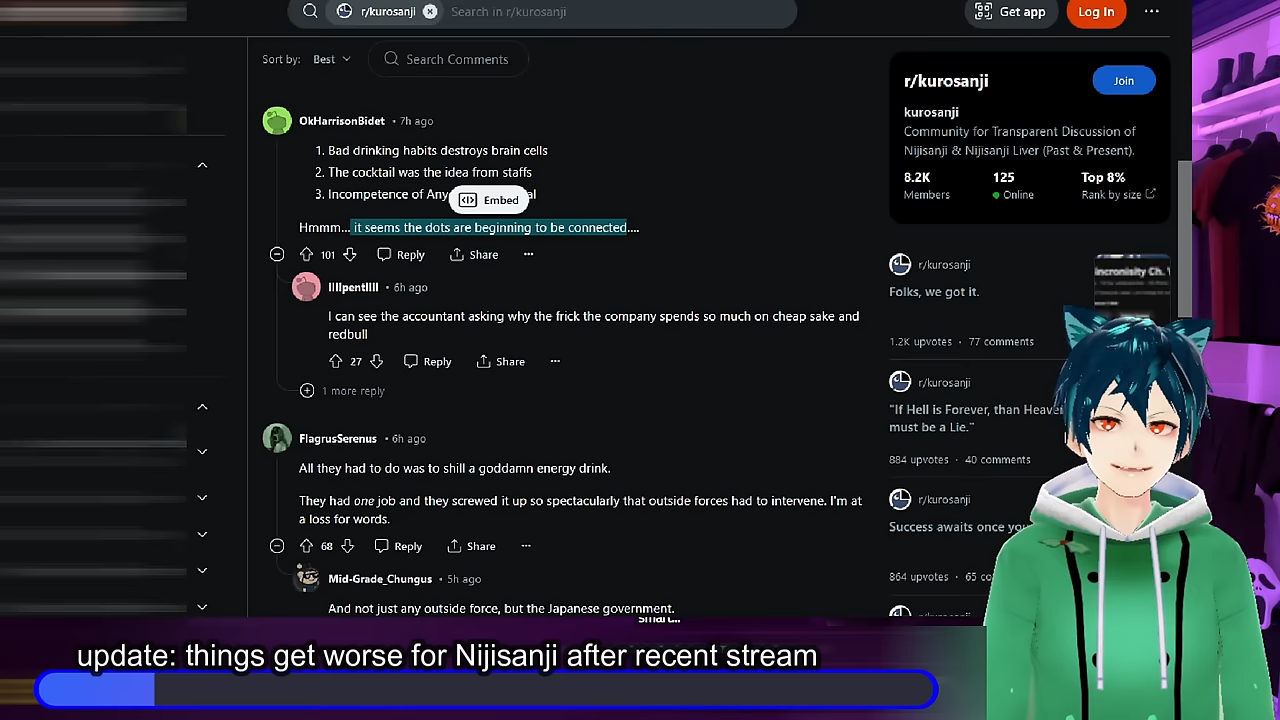 r/kurosanji
Search in r/kurosanji
Get app
Log In
Sort by: Best
Search Comments
OkHarrisonBidet • 7h ago
1. Bad drinking habits destroys brain cells
2. The cocktail was the idea from staffs
3. Incompetence of Any
Embed
Hmmm... it seems the dots are beginning to be connected....
101 Reply Share
IlIlpentIlIl • 6h ago
I can see the accountant asking why the frick the company spends so much on cheap sake and
redbull
27 Reply Share
1 more reply
FlagrusSerenus • 6h ago
All they had to do was to shill a goddamn energy drink.
They had one job and they screwed it up so spectacularly that outside forces had to intervene. I'm at
a loss for words.
68 Reply Share
Mid-Grade_Chungus • 5h ago
And not just any outside force, but the Japanese government.
smart...
r/kurosanji
Join
kurosanji
Community for Transparent Discussion of
Nijisanji & Nijisanji Liver (Past & Present).
8.2K 125 Top 8%
Members Online Rank by size
r/kurosanji
Folks, we got it.
1.2K upvotes • 77 comments
r/kurosanji
"If Hell is Forever, than Heaven
must be a Lie."
884 upvotes • 40 comments
r/kurosanji
Success awaits once you
864 upvotes • 65 co
update: things get worse for Nijisanji after recent stream